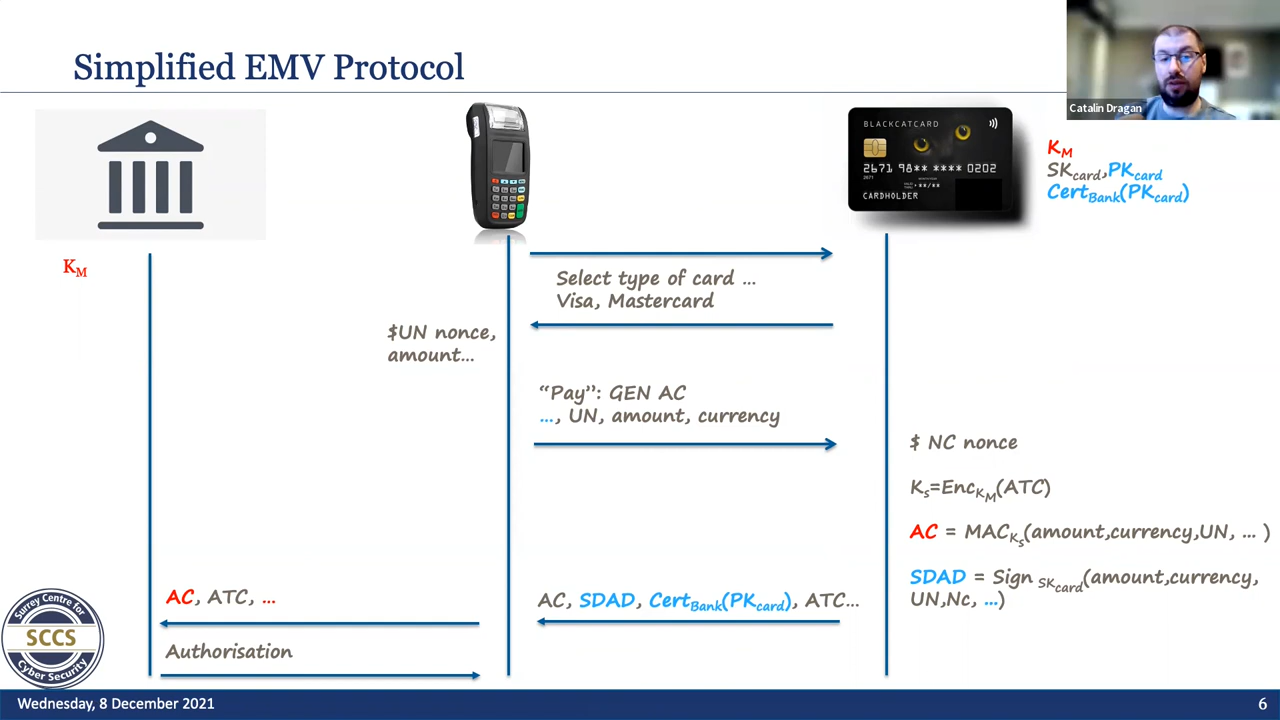 Simplified EMV Protocol
Catalin Dragan
BLACKCATCARD
2671 98** **** 0202
2671
**/**
CARDHOLDER
K_M
SK_card, PK_card
Cert_Bank(PK_card)
K_M
Select type of card ...
Visa, Mastercard
$UN nonce,
amount...
“Pay”: GEN AC
..., UN, amount, currency
$ NC nonce
K_s=Enc_K_M(ATC)
AC = MAC_K_s(amount,currency,UN, ... )
SDAD = Sign SK_card(amount,currency,
UN,Nc, ...)
AC, SDAD, Cert_Bank(PK_card), ATC...
AC, ATC, ...
Authorisation
Surrey Centre for
SCCS
Cyber Security
Wednesday, 8 December 2021
6